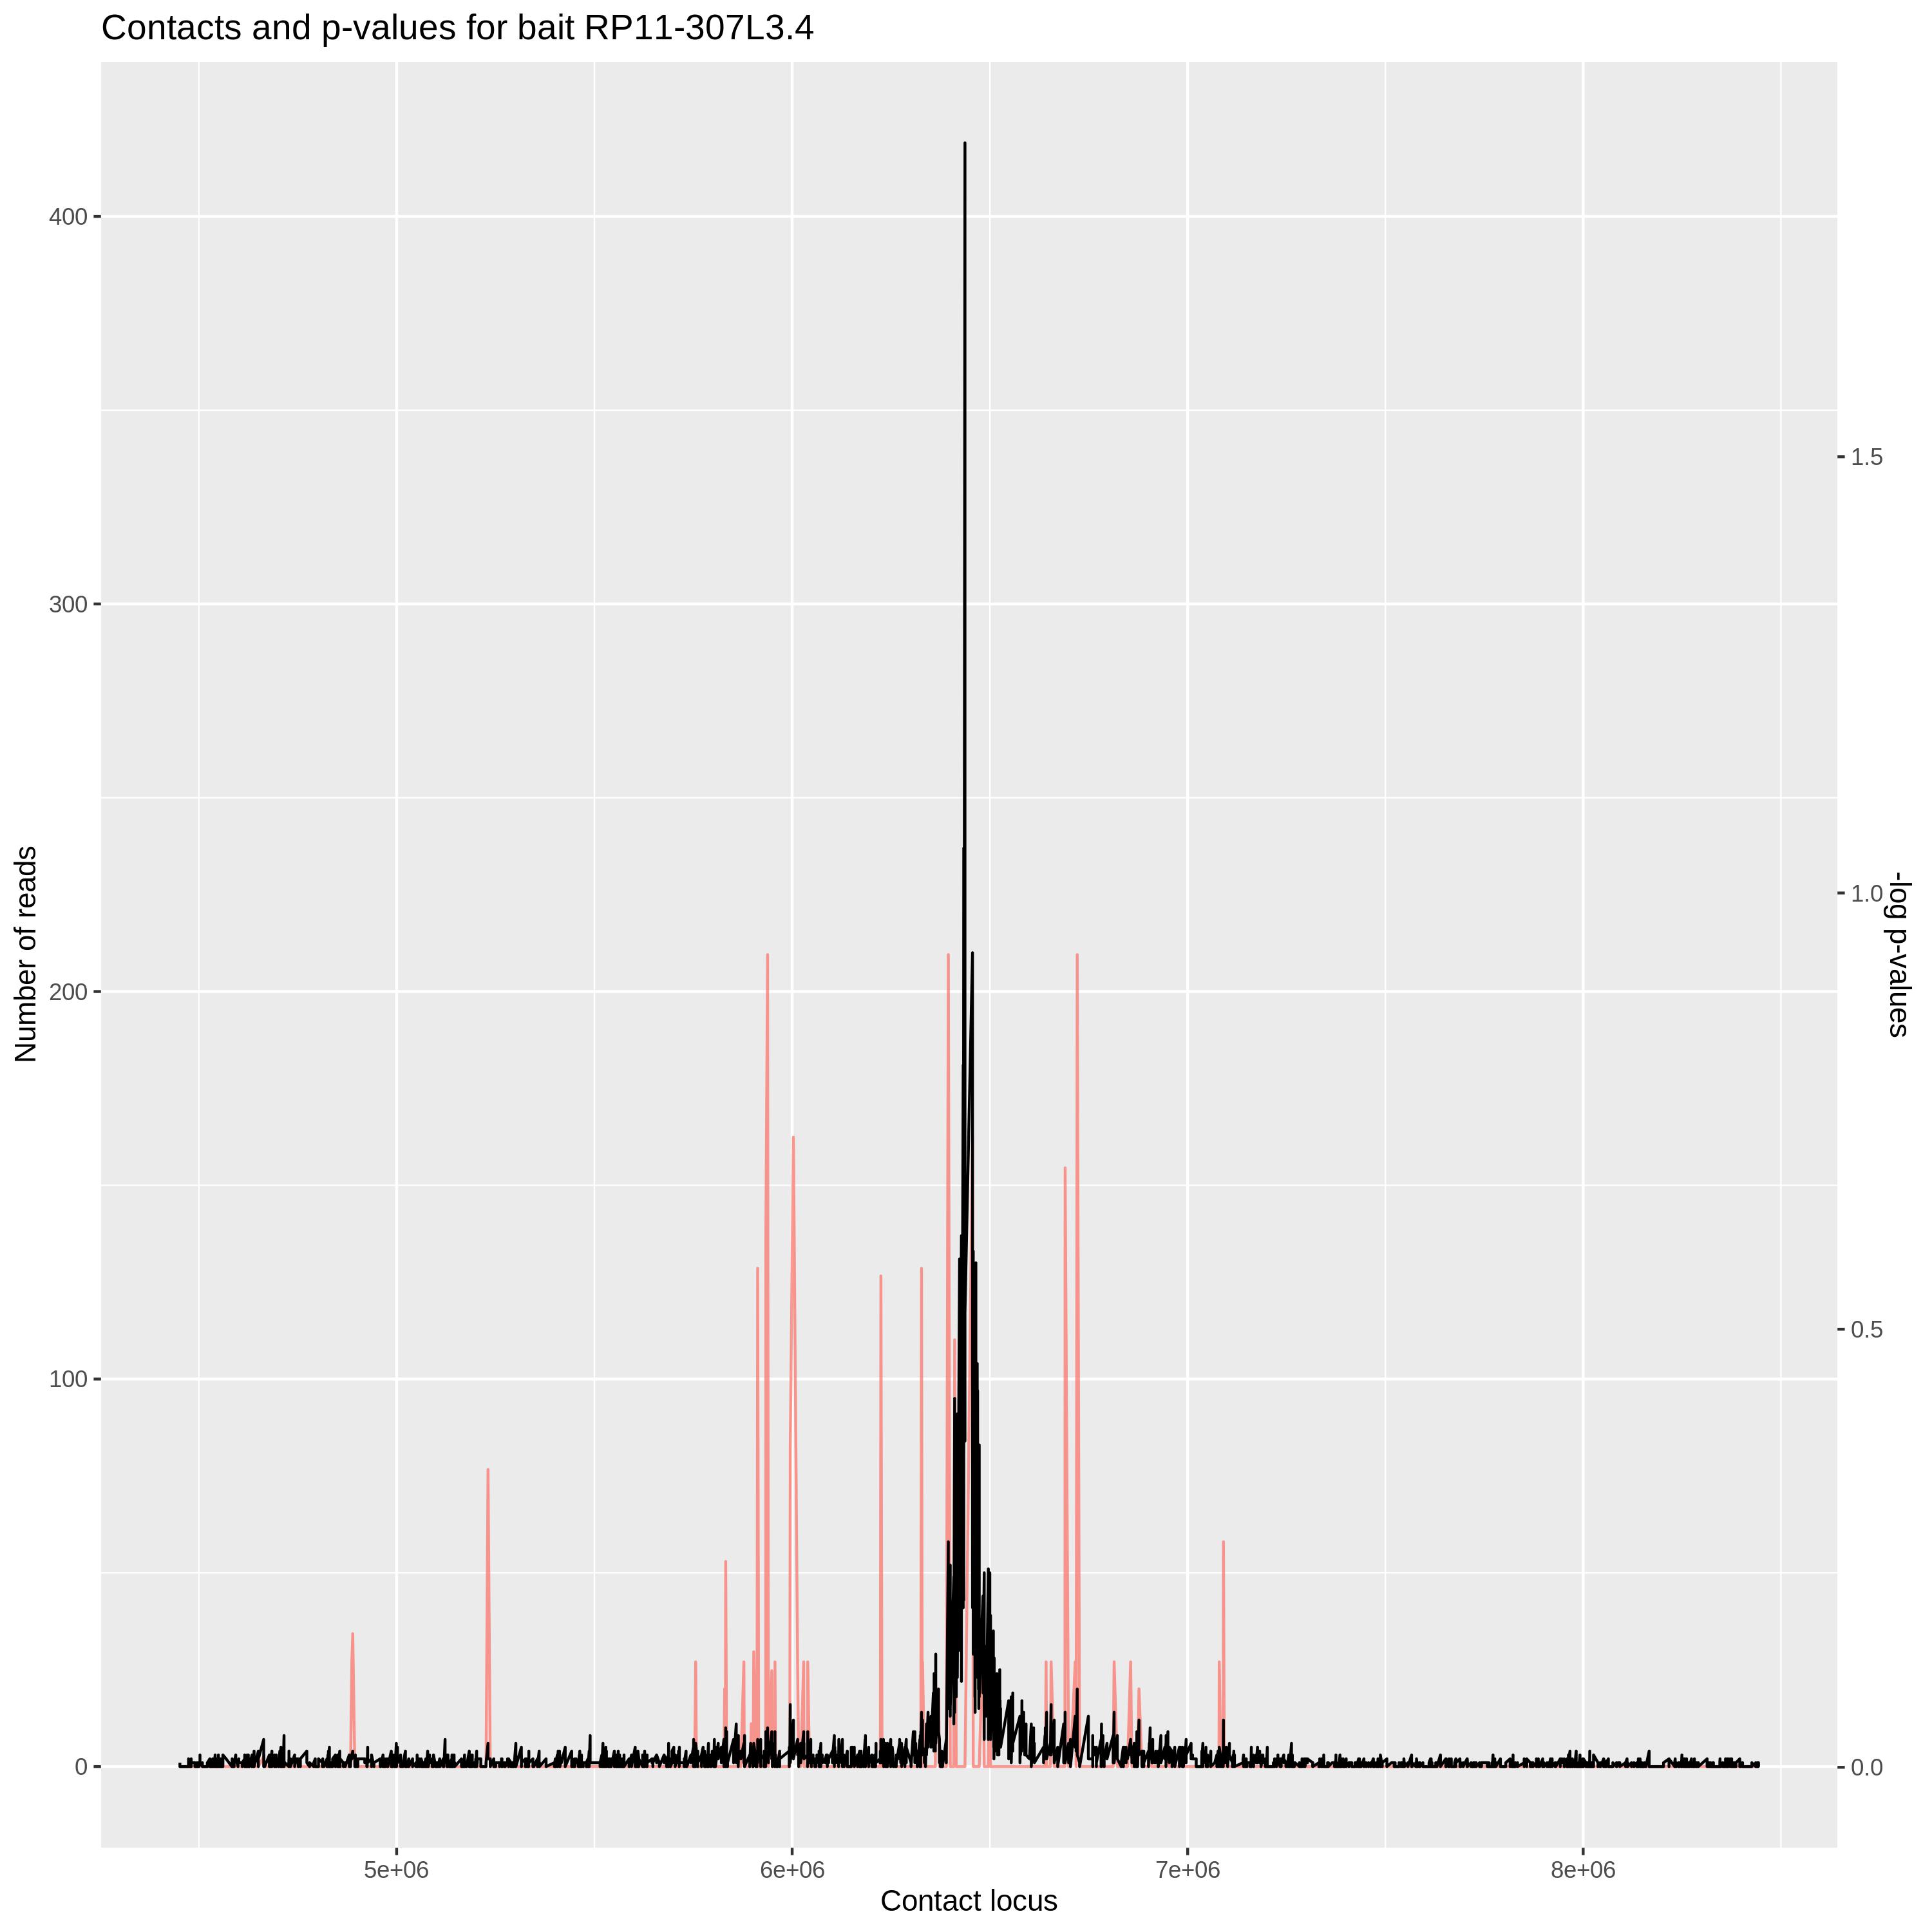 Contacts and p-values for bait RP11-307L3.4
400
300
200
100
0
Number of reads
1.5
1.0
0.5
0.0
-log p-values
5e+06
6e+06
7e+06
8e+06
Contact locus